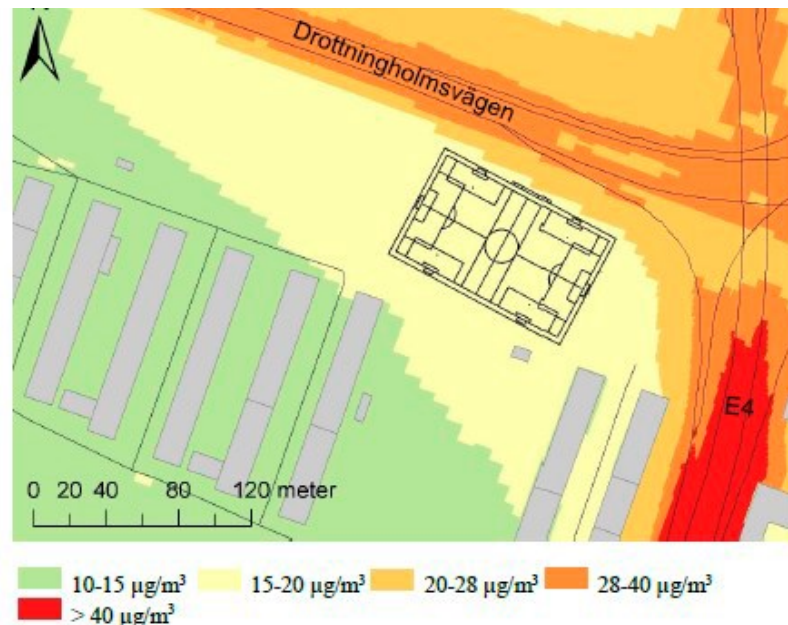 Drottningholmsvägen
E4
0 20 40 80 120 meter
10-15 µg/m³ 15-20 µg/m³ 20-28 µg/m³ 28-40 µg/m³
> 40 µg/m³